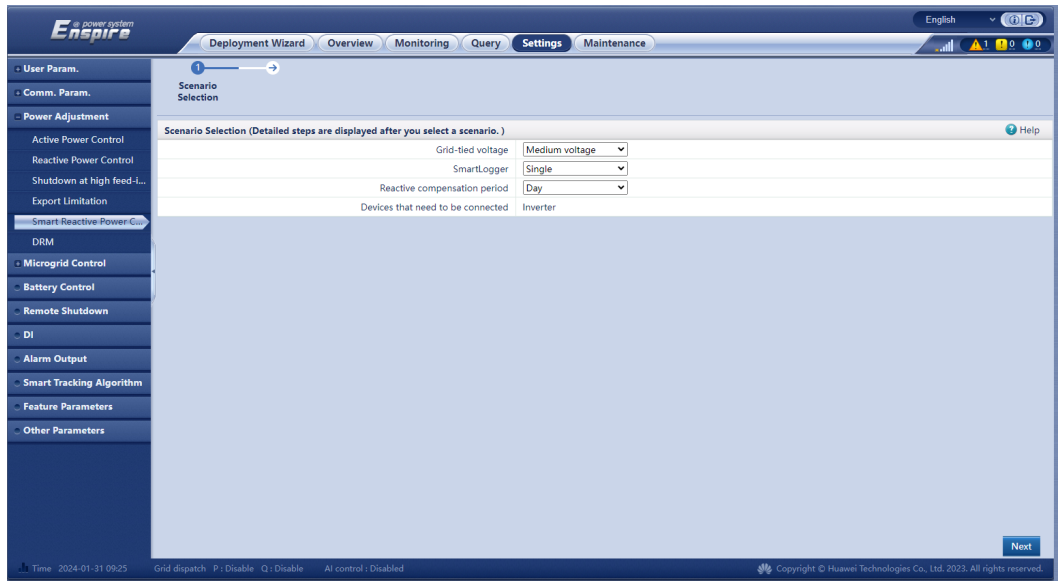 @ power system
Enspire
English
Deployment Wizard Overview Monitoring Query Settings Maintenance
1 0 0
User Param.
Comm. Param.
Power Adjustment
Active Power Control
Reactive Power Control
Shutdown at high feed-i...
Export Limitation
Smart Reactive Power C...
DRM
Microgrid Control
Battery Control
Remote Shutdown
DI
Alarm Output
Smart Tracking Algorithm
Feature Parameters
Other Parameters
1
Scenario
Selection
Scenario Selection (Detailed steps are displayed after you select a scenario. )
Help
Grid-tied voltage Medium voltage
SmartLogger Single
Reactive compensation period Day
Devices that need to be connected Inverter
Next
Time 2024-01-31 09:25 Grid dispatch P : Disable Q : Disable AI control : Disabled Copyright © Huawei Technologies Co., Ltd. 2023. All rights reserved.